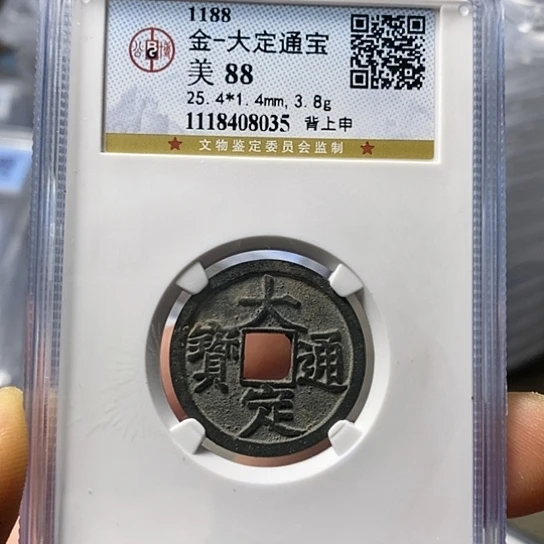 1188
金-大定通宝
美 88
25.4*1.4mm, 3.8g
1118408035 背上申
文物鉴定委员会监制
大定通寶